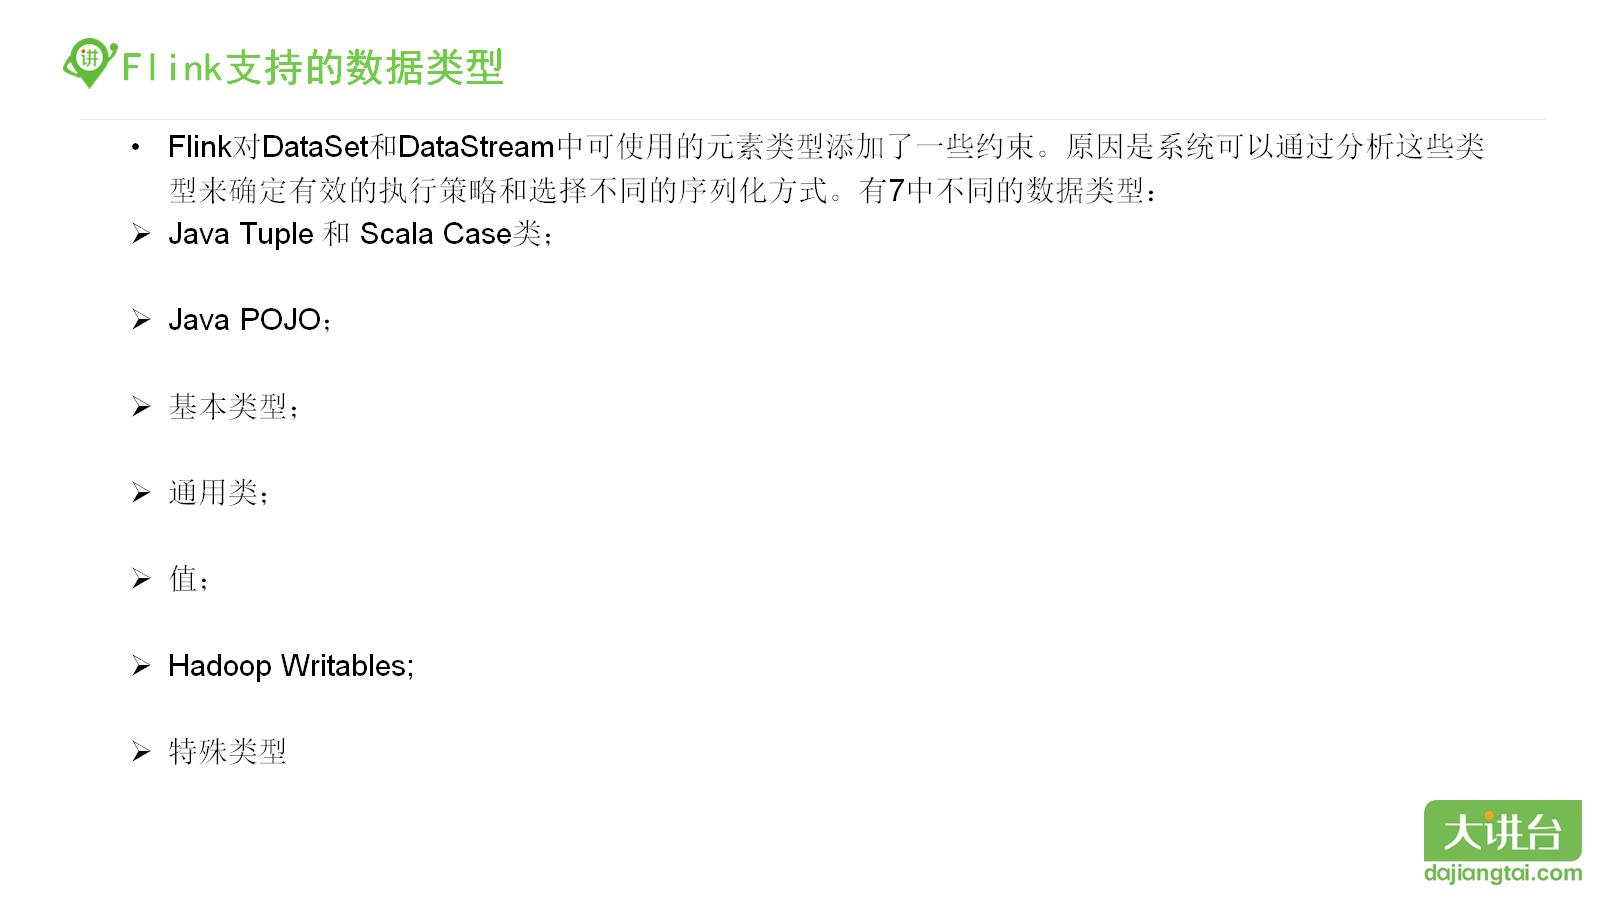 讲
Flink支持的数据类型
• Flink对DataSet和DataStream中可使用的元素类型添加了一些约束。原因是系统可以通过分析这些类
型来确定有效的执行策略和选择不同的序列化方式。有7中不同的数据类型：
➢ Java Tuple 和 Scala Case类；
➢ Java POJO；
➢ 基本类型；
➢ 通用类；
➢ 值；
➢ Hadoop Writables;
➢ 特殊类型
大讲台
dajiangtai.com